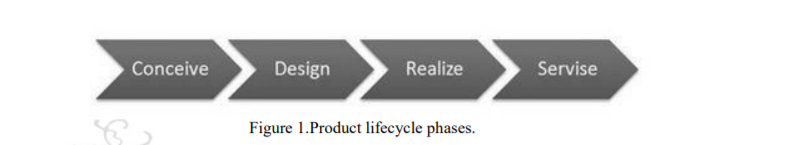 Conceive Design Realize Servise
Figure 1.Product lifecycle phases.